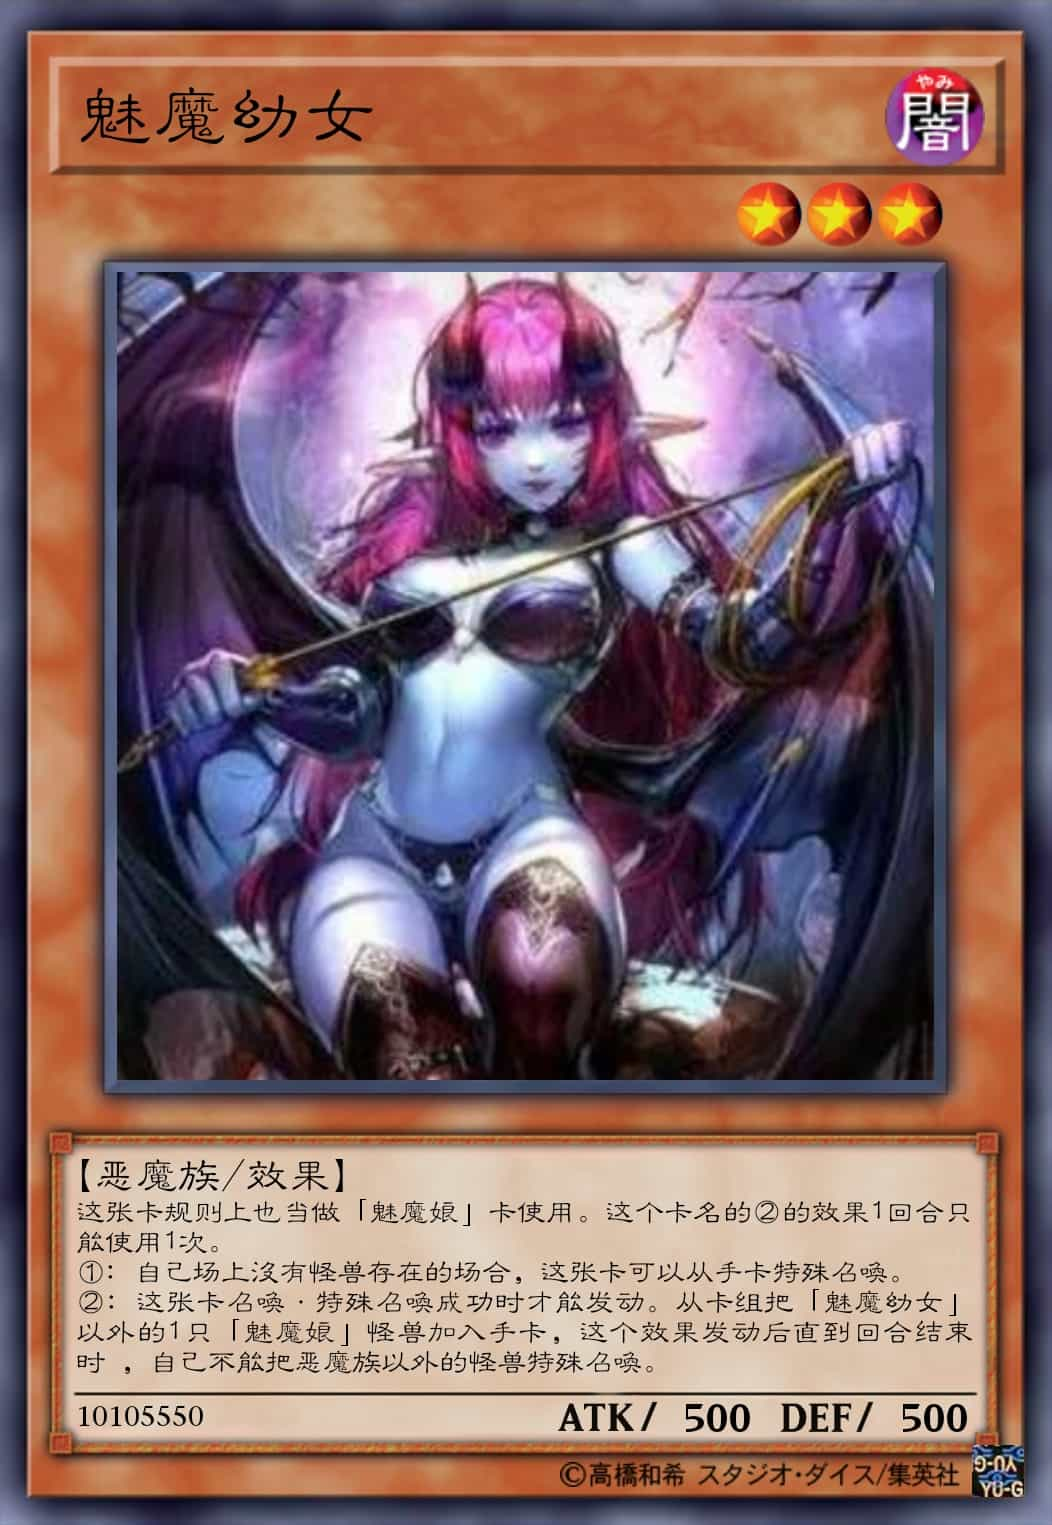 魅魔幼女
やみ
闇
【恶魔族/效果】
这张卡规则上也当做「魅魔娘」卡使用。这个卡名的②的效果1回合只
能使用1次。
①：自己场上没有怪兽存在的场合，这张卡可以从手卡特殊召唤。
②：这张卡召唤·特殊召唤成功时才能发动。从卡组把「魅魔幼女」
以外的1只「魅魔娘」怪兽加入手卡，这个效果发动后直到回合结束
时 ，自己不能把恶魔族以外的怪兽特殊召唤。
10105550 ATK/ 500 DEF/ 500
©高橋和希 スタジオ·ダイス/集英社
YU-G
YU-G